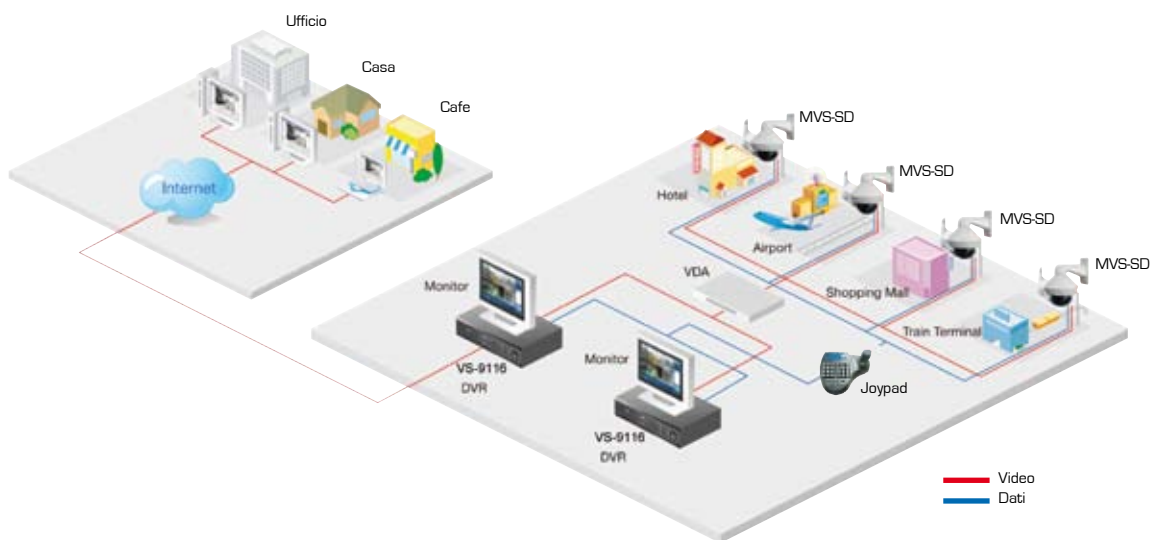 Ufficio
Casa
Cafe
Internet
MVS-SD
Hotel
MVS-SD
Airport
MVS-SD
Shopping Mall
MVS-SD
Train Terminal
VDA
Monitor
VS-9116
DVR
Monitor
VS-9116
DVR
Joypad
Video
Dati